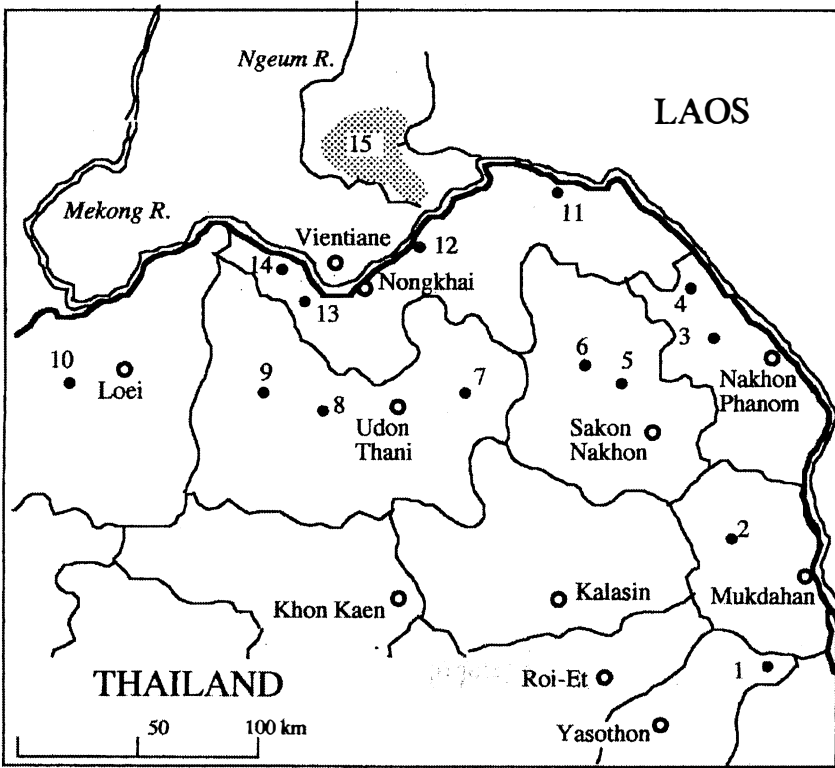 Ngeum R.
LAOS
15
Mekong R.
11
Vientiane
12
14
Nongkhai
13
4
3
10
6
5
7
9
8
Loei
Nakhon
Phanom
Udon
Thani
Sakon
Nakhon
2
Khon Kaen
Kalasin
Mukdahan
THAILAND
Roi-Et
1
50
100 km
Yasothon